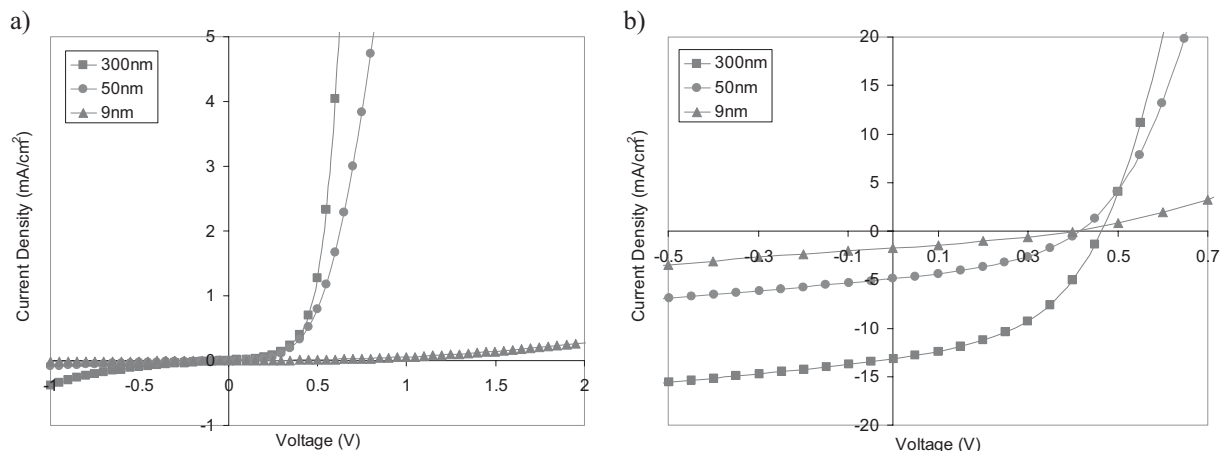 a)
300nm
50nm
9nm
5
4
3
2
1
0
-1
-1
-0.5
0
0.5
1
1.5
2
Current Density (mA/cm²)
Voltage (V)
b)
300nm
50nm
9nm
20
15
10
5
0
-5
-10
-15
-20
-0.5
-0.3
-0.1
0.1
0.3
0.5
0.7
Current Density (mA/cm²)
Voltage (V)